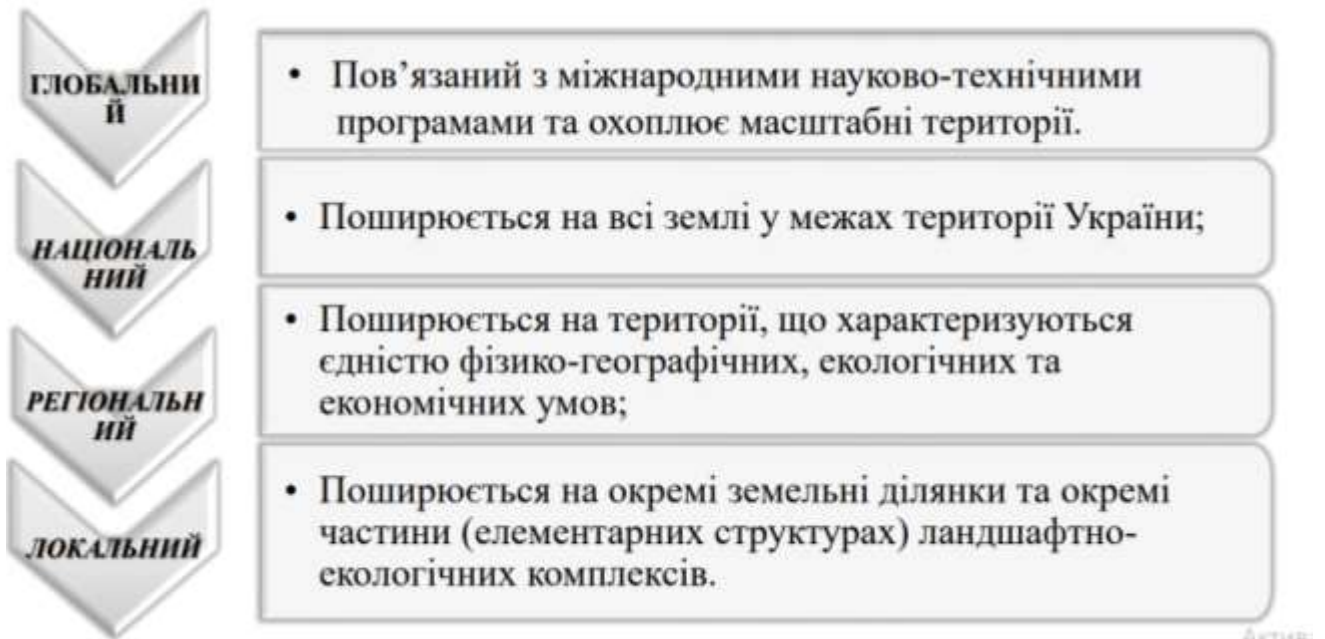 ГЛОБАЛЬНИ
Й
• Пов’язаний з міжнародними науково-технічними
програмами та охоплює масштабні території.
НАЦІОНАЛЬ
НИЙ
• Поширюється на всі землі у межах території України;
РЕГІОНАЛЬН
ИЙ
• Поширюється на території, що характеризуються
єдністю фізико-географічних, екологічних та
економічних умов;
ЛОКАЛЬНИЙ
• Поширюється на окремі земельні ділянки та окремі
частини (елементарних структурах) ландшафтно-
екологічних комплексів.